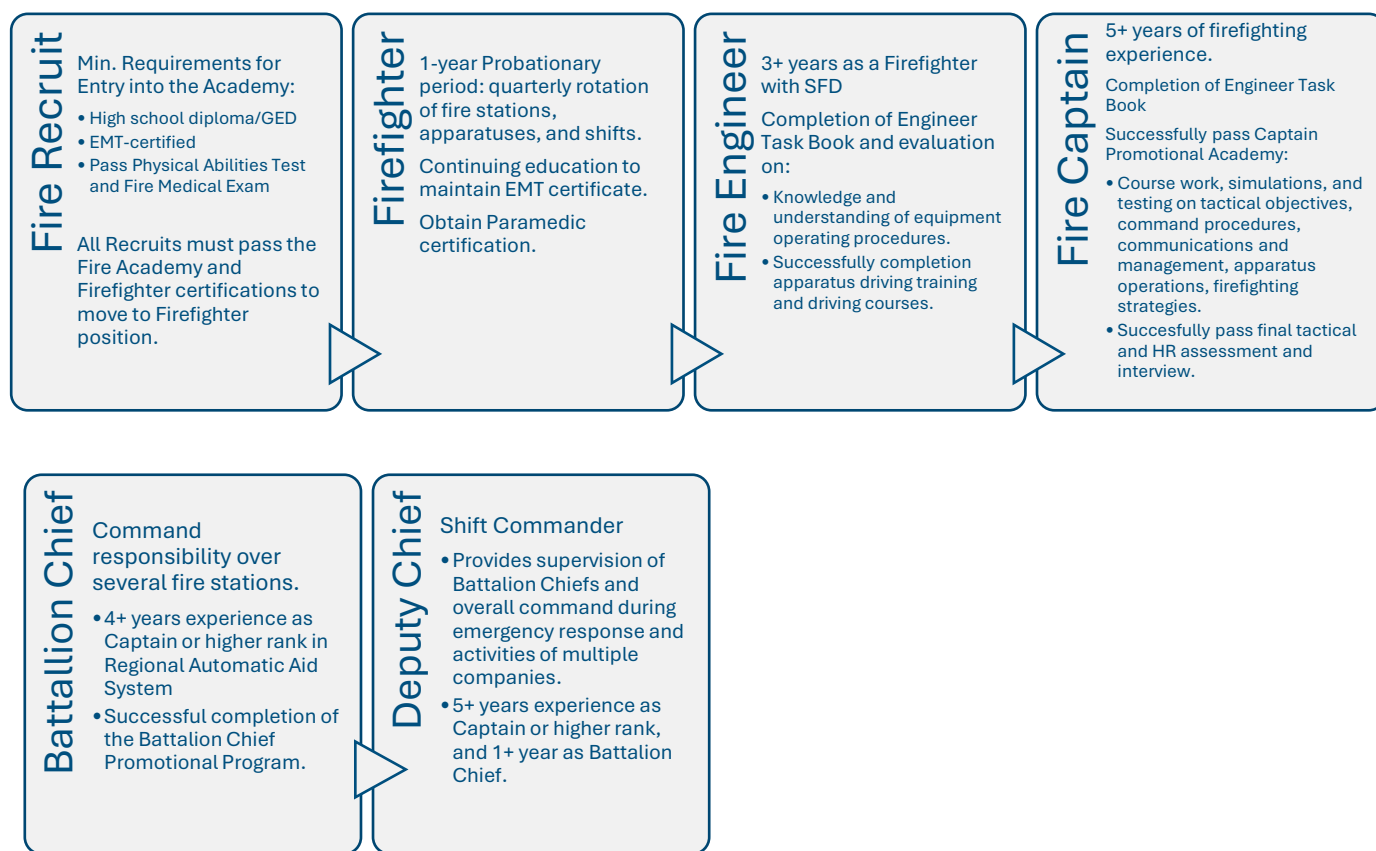 Fire Recruit
Min. Requirements for
Entry into the Academy:
• High school diploma/GED
• EMT-certified
• Pass Physical Abilities Test
and Fire Medical Exam
All Recruits must pass the
Fire Academy and
Firefighter certifications to
move to Firefighter
position.
Firefighter
1-year Probationary
period: quarterly rotation
of fire stations,
apparatuses, and shifts.
Continuing education to
maintain EMT certificate.
Obtain Paramedic
certification.
Fire Engineer
3+ years as a Firefighter
with SFD
Completion of Engineer
Task Book and evaluation
on:
• Knowledge and
understanding of equipment
operating procedures.
• Successfully completion
apparatus driving training
and driving courses.
Fire Captain
5+ years of firefighting
experience.
Completion of Engineer Task
Book
Successfully pass Captain
Promotional Academy:
• Course work, simulations, and
testing on tactical objectives,
command procedures,
communications and
management, apparatus
operations, firefighting
strategies.
• Succesfully pass final tactical
and HR assessment and
interview.
Battallion Chief
Command
responsibility over
several fire stations.
• 4+ years experience as
Captain or higher rank in
Regional Automatic Aid
System
• Successful completion of
the Battalion Chief
Promotional Program.
Deputy Chief
Shift Commander
• Provides supervision of
Battalion Chiefs and
overall command during
emergency response and
activities of multiple
companies.
• 5+ years experience as
Captain or higher rank,
and 1+ year as Battalion
Chief.